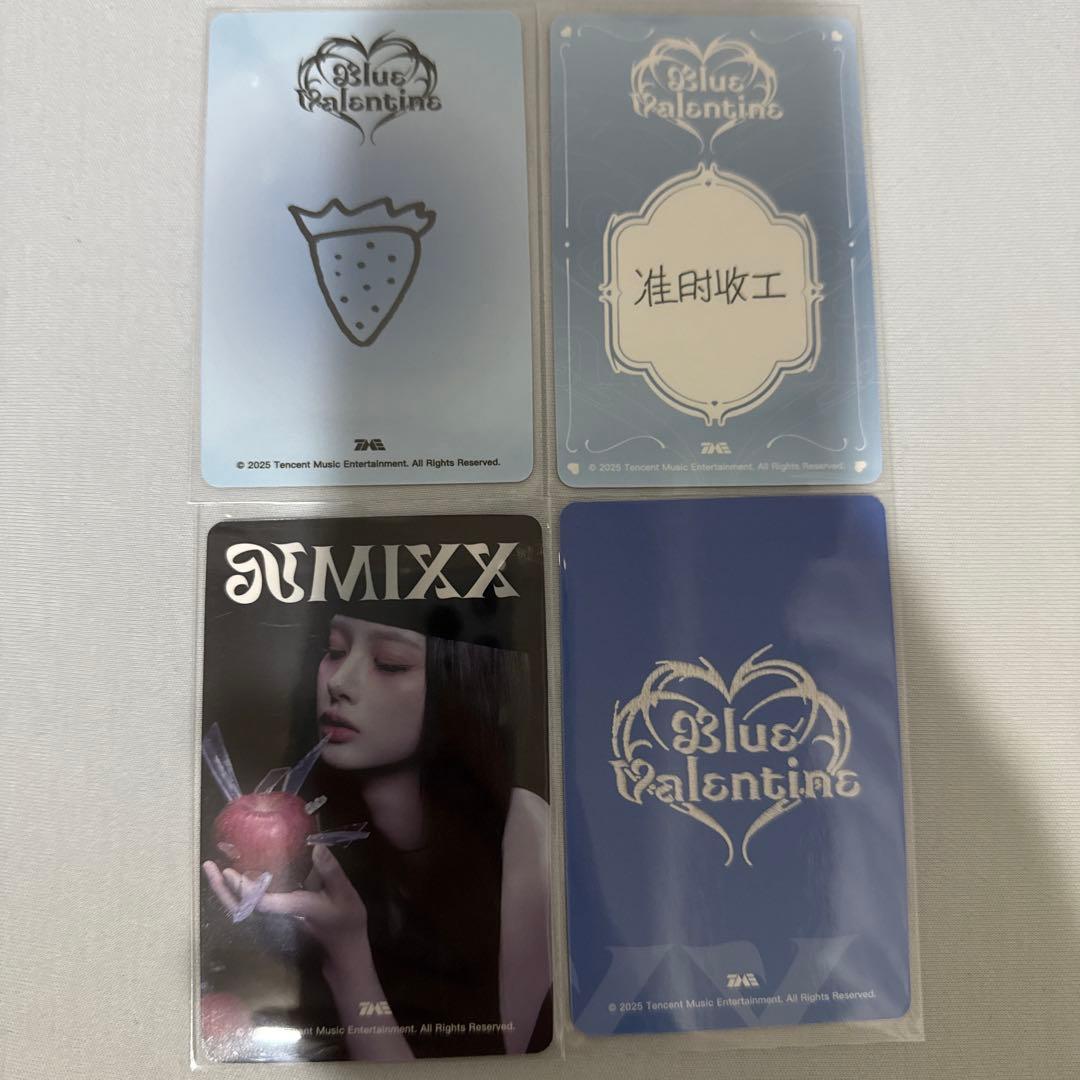 Blue
Valentine
TME
© 2025 Tencent Music Entertainment. All Rights Reserved.
Blue
Valentine
准时收工
TME
© 2025 Tencent Music Entertainment. All Rights Reserved.
NMIXX
TME
© Tencent Music Entertainment. All Rights Reserved.
Blue
Valentine
TME
© 2025 Tencent Music Entertainment. All Rights Reserved.